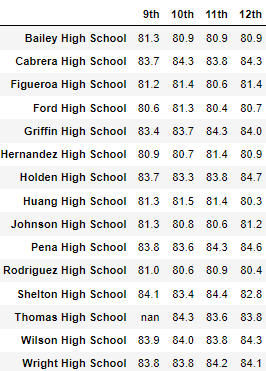 9th 10th 11th 12th
Bailey High School 81.3 80.9 80.9 80.9
Cabrera High School 83.7 84.3 83.8 84.3
Figueroa High School 81.2 81.4 80.6 81.4
Ford High School 80.6 81.3 80.4 80.7
Griffin High School 83.4 83.7 84.3 84.0
Hernandez High School 80.9 80.7 81.4 80.9
Holden High School 83.7 83.3 83.8 84.7
Huang High School 81.3 81.5 81.4 80.3
Johnson High School 81.3 80.8 80.6 81.2
Pena High School 83.8 83.6 84.3 84.6
Rodriguez High School 81.0 80.6 80.9 80.4
Shelton High School 84.1 83.4 84.4 82.8
Thomas High School nan 84.3 83.6 83.8
Wilson High School 83.9 84.0 83.8 84.3
Wright High School 83.8 83.8 84.2 84.1